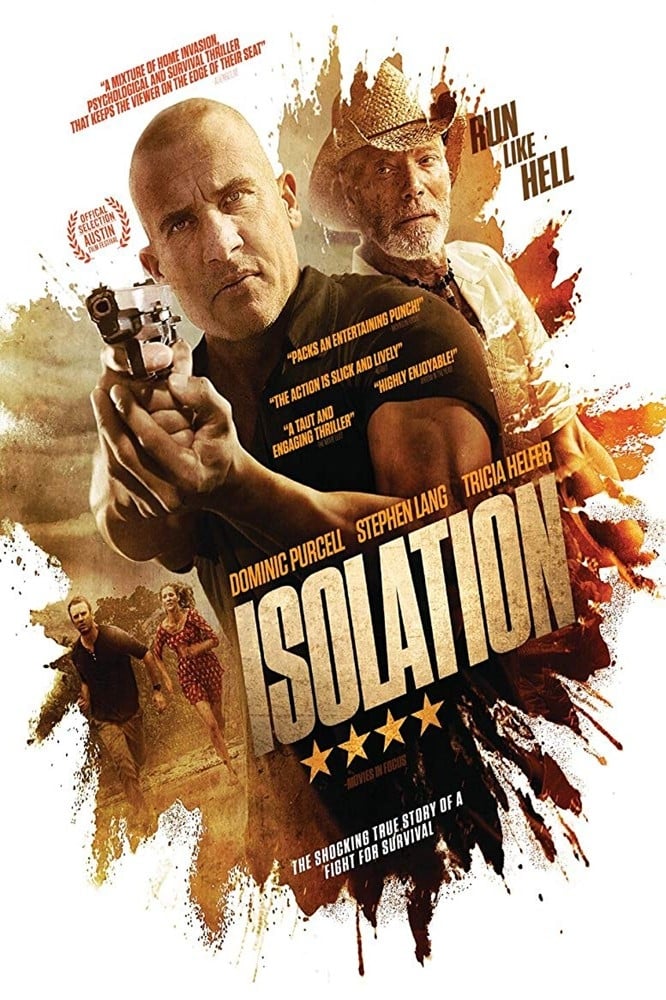 "A MIXTURE OF HOME INVASION,
PSYCHOLOGICAL AND SURVIVAL THRILLER
THAT KEEPS THE VIEWER ON THE EDGE OF THEIR SEAT"
RUN
LIKE
HELL
OFFICAL
SELECTION
AUSTIN
FILM FESTIVAL
"PACKS AN ENTERTAINING PUNCH!"
"THE ACTION IS SLICK AND LIVELY"
"HIGHLY ENJOYABLE!"
"A TAUT AND
ENGAGING THRILLER"
DOMINIC PURCELL STEPHEN LANG TRICIA HELFER
ISOLATION
-MOVIES IN FOCUS
THE SHOCKING TRUE STORY OF A
FIGHT FOR SURVIVAL